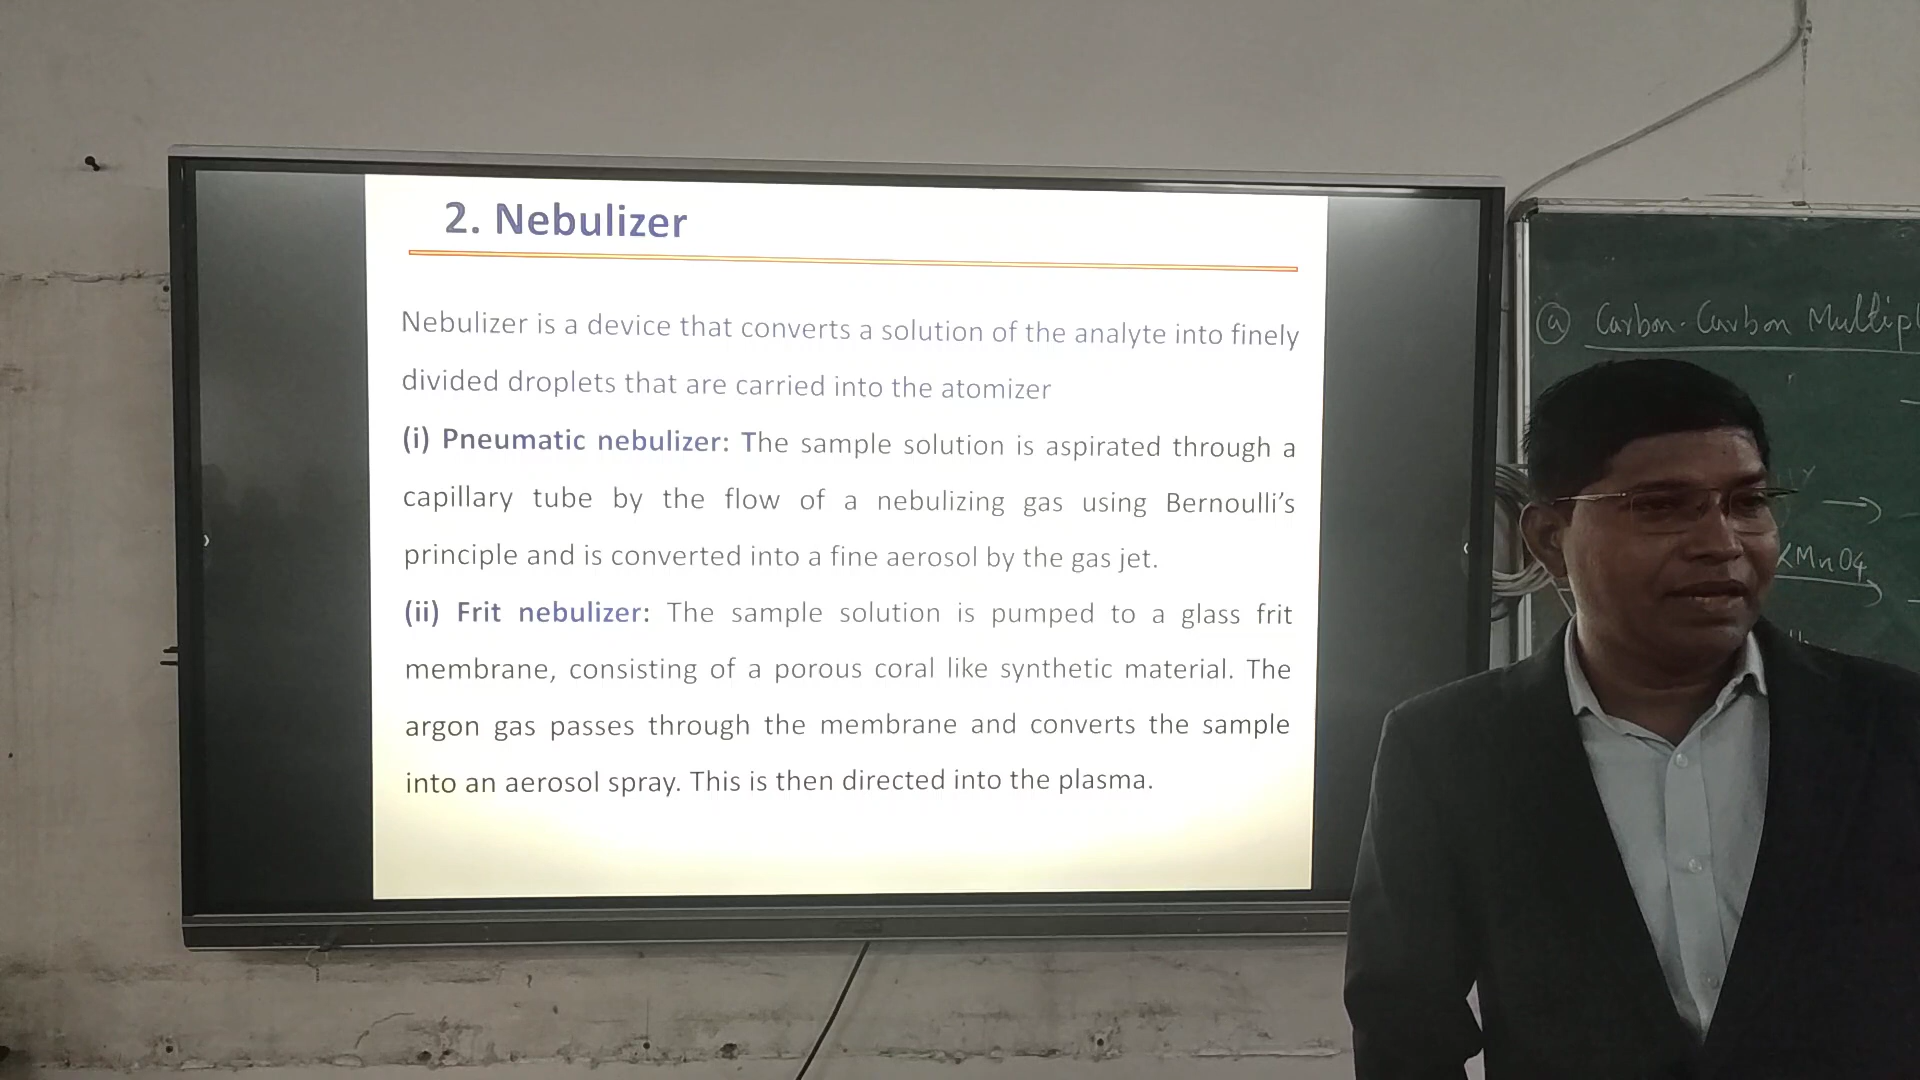 2. Nebulizer
Nebulizer is a device that converts a solution of the analyte into finely
divided droplets that are carried into the atomizer
(i) Pneumatic nebulizer: The sample solution is aspirated through a
capillary tube by the flow of a nebulizing gas using Bernoulli’s
principle and is converted into a fine aerosol by the gas jet.
(ii) Frit nebulizer: The sample solution is pumped to a glass frit
membrane, consisting of a porous coral like synthetic material. The
argon gas passes through the membrane and converts the sample
into an aerosol spray. This is then directed into the plasma.
(a) Carbon-Carbon Multipl
KMnO4